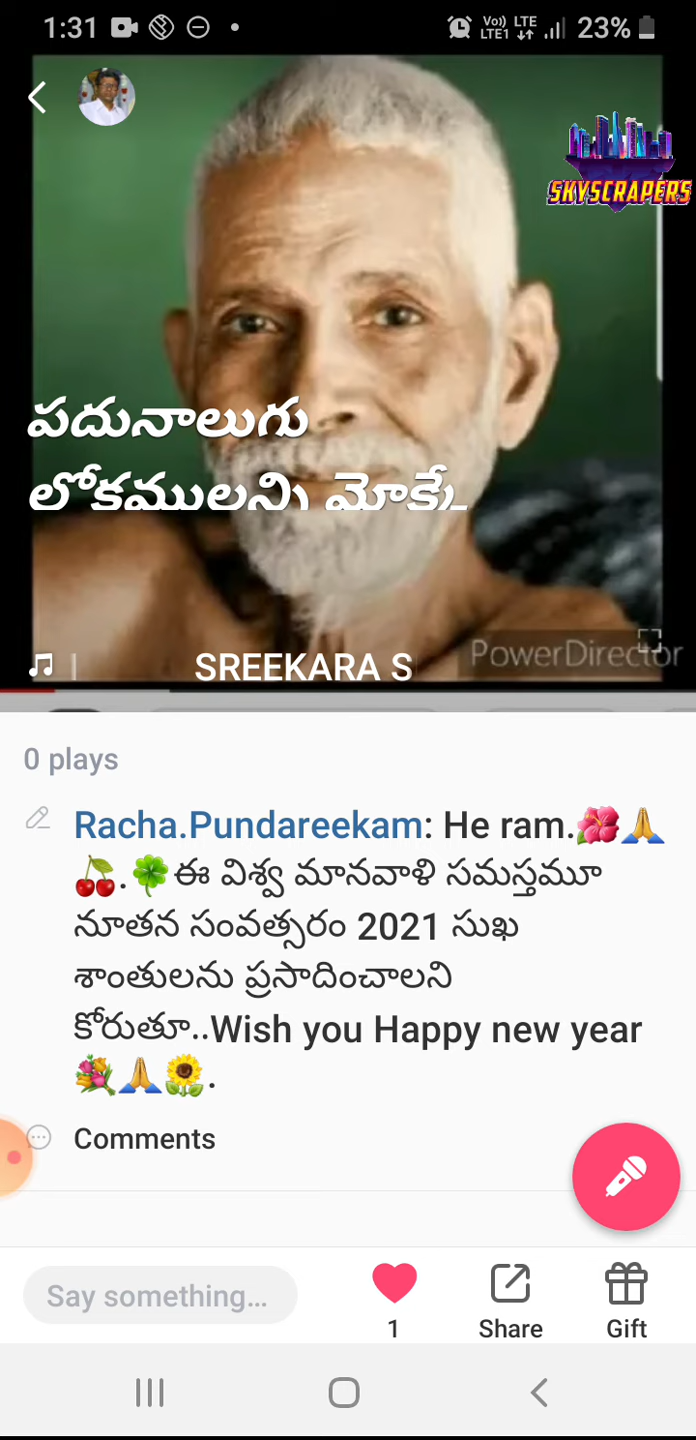 1:31
Vo)) LTE
LTE1
23%
SKYSCRAPERS
పదునాలుగు
లోకములన్ని మోక్కే
SREEKARA S
PowerDirector
0 plays
Racha.Pundareekam: He ram.🌺🙏
🍒.🍀ఈ విశ్వ మానవాళి సమస్తమూ
నూతన సంవత్సరం 2021 సుఖ
శాంతులను ప్రసాదించాలని
కోరుతూ..Wish you Happy new year
💐🙏🌻.
Comments
Say something...
1
Share
Gift